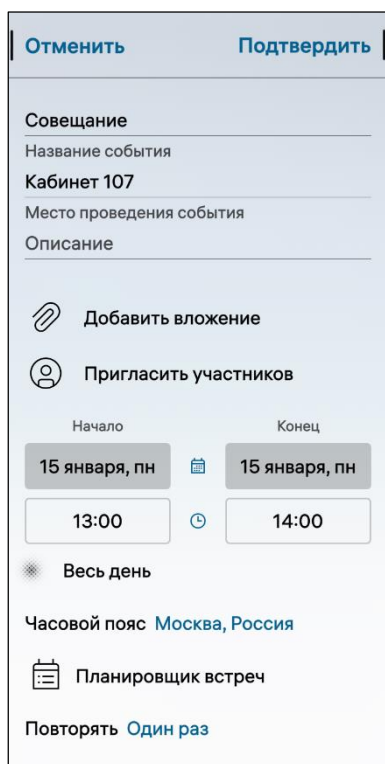 Отменить Подтвердить
Совещание
Название события
Кабинет 107
Место проведения события
Описание
Добавить вложение
Пригласить участников
Начало Конец
15 января, пн 15 января, пн
13:00 14:00
Весь день
Часовой пояс Москва, Россия
Планировщик встреч
Повторять Один раз